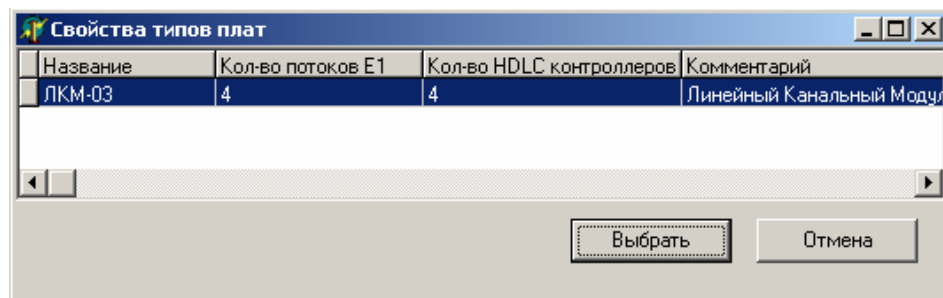 Свойства типов плат
Название Кол-во потоков E1 Кол-во HDLC контроллеров Комментарий
ЛКМ-03 4 4 Линейный Канальный Модул
Выбрать Отмена